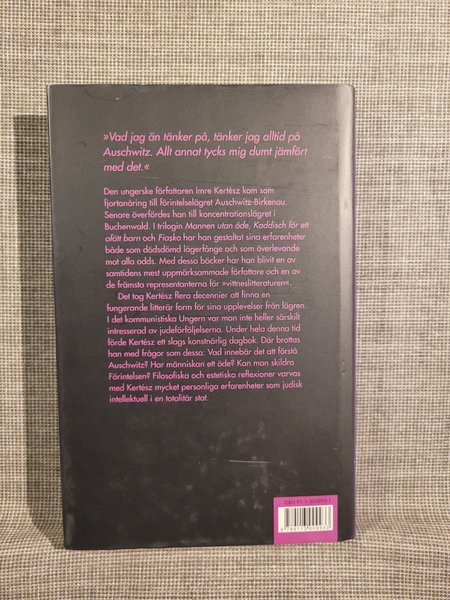 »Vad jag än tänker på, tänker jag alltid på
Auschwitz. Allt annat tycks mig dumt jämfört
med det.«
Den ungerske författaren Imre Kertész kom som
fjortonåring till förintelselägret Auschwitz-Birkenau.
Senare överfördes han till koncentrationslägret i
Buchenwald. I trilogin Mannen utan öde, Kaddisch för ett
ofött barn och Fiasko har han gestaltat sina erfarenheter
både som dödsdömd lägerfånge och som överlevande
mot alla odds. Med dessa böcker har han blivit en av
samtidens mest uppmärksammade författare och en av
de främsta representanterna för »vittneslitteraturen«.
Det tog Kertész flera decennier att finna en
fungerande litterär form för sina upplevelser från lägren.
I det kommunistiska Ungern var man inte heller särskilt
intresserad av judeförföljelserna. Under hela denna tid
förde Kertész ett slags konstnärlig dagbok. Där brottas
han med frågor som dessa: Vad innebär det att förstå
Auschwitz? Har människan ett öde? Kan man skildra
Förintelsen? Filosofiska och estetiska reflexioner varvas
med Kertész mycket personliga erfarenheter som judisk
intellektuell i en totalitär stat.